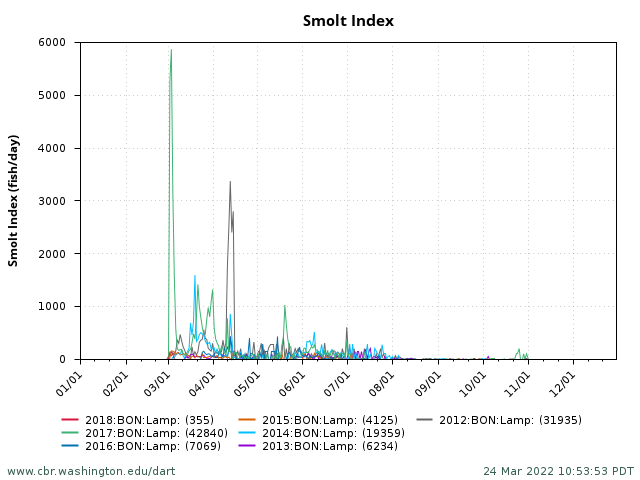 Smolt Index
Smolt Index (fish/day)
6000
5000
4000
3000
2000
1000
0
01/01 02/01 03/01 04/01 05/01 06/01 07/01 08/01 09/01 10/01 11/01 12/01
2018:BON:Lamp: (355) 2015:BON:Lamp: (4125) 2012:BON:Lamp: (31935)
2017:BON:Lamp: (42840) 2014:BON:Lamp: (19359)
2016:BON:Lamp: (7069) 2013:BON:Lamp: (6234)
www.cbr.washington.edu/dart 24 Mar 2022 10:53:53 PDT